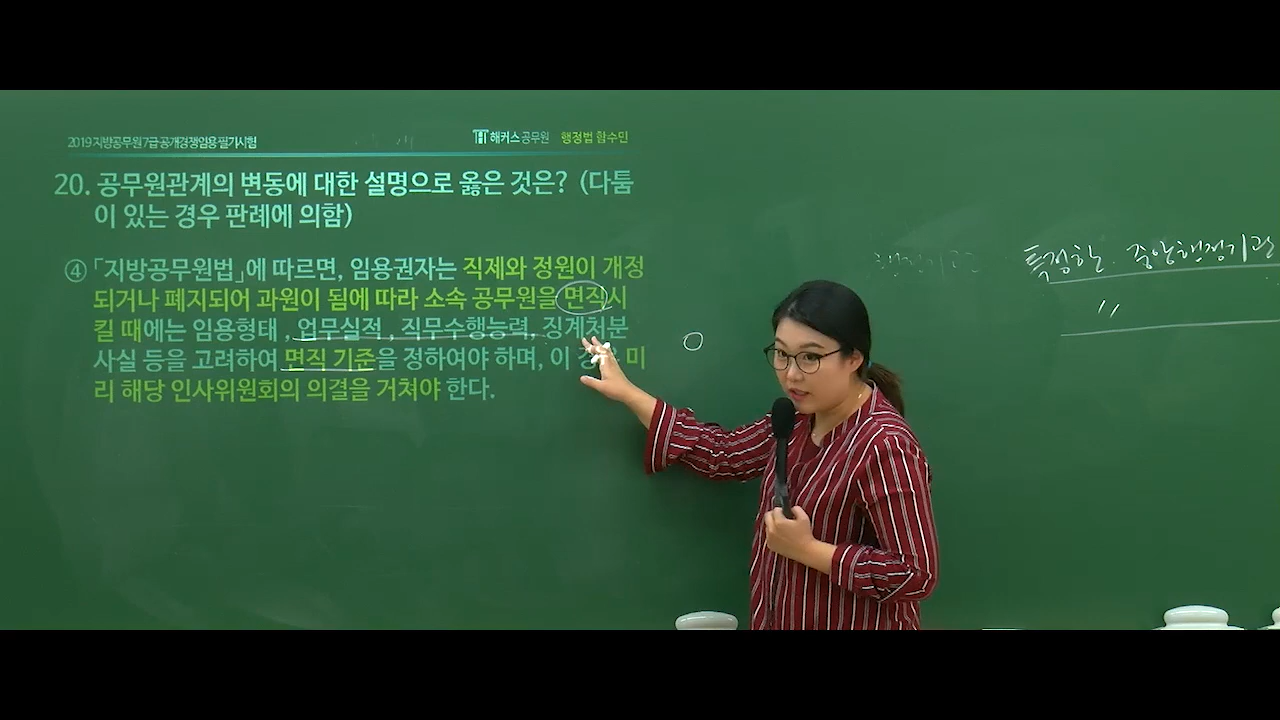 2019 지방공무원 7급 공개경쟁임용 필기시험
해커스공무원 행정법 함수민
20. 공무원관계의 변동에 대한 설명으로 옳은 것은? (다툼
이 있는 경우 판례에 의함)
④ 「지방공무원법」에 따르면, 임용권자는 직제와 정원이 개정
되거나 폐지되어 과원이 됨에 따라 소속 공무원을 면직시
킬 때에는 임용형태 , 업무실적 , 직무수행능력, 징계처분
사실 등을 고려하여 면직 기준을 정하여야 하며, 이 미
리 해당 인사위원회의 의결을 거쳐야 한다.
특정한. 중앙행정기관
〃